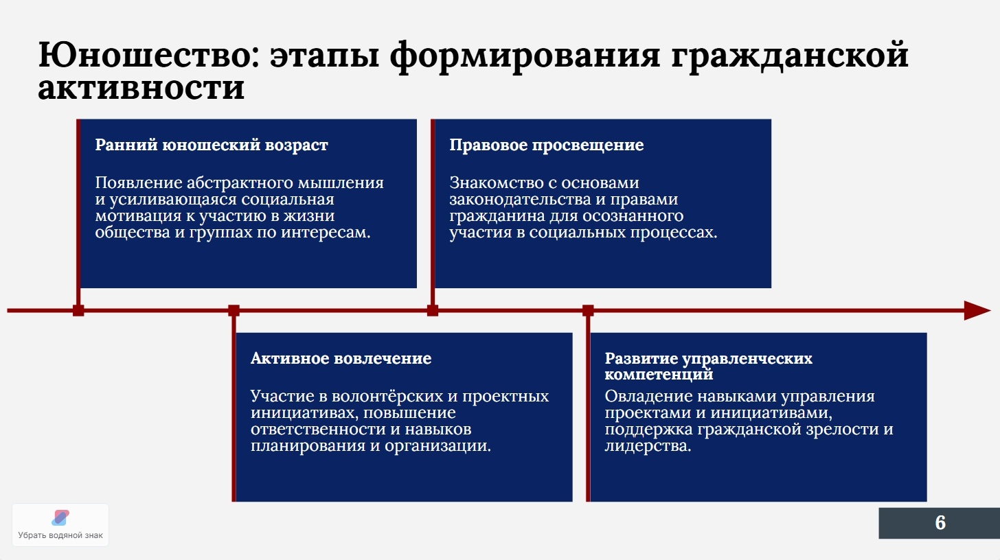 Юношество: этапы формирования гражданской
активности
Ранний юношеский возраст
Появление абстрактного мышления
и усиливающаяся социальная
мотивация к участию в жизни
общества и группах по интересам.
Правовое просвещение
Знакомство с основами
законодательства и правами
гражданина для осознанного
участия в социальных процессах.
Активное вовлечение
Участие в волонтёрских и проектных
инициативах, повышение
ответственности и навыков
планирования и организации.
Развитие управленческих
компетенций
Овладение навыками управления
проектами и инициативами,
поддержка гражданской зрелости и
лидерства.
Убрать водяной знак
6